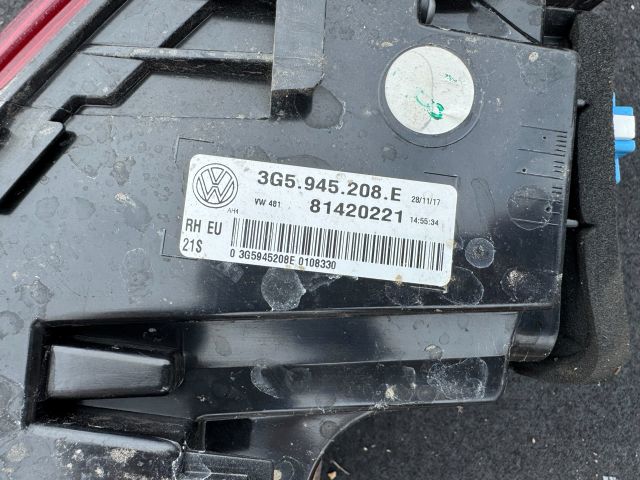 3G5.945.208.E 28/11/17
VW 481 81420221 14:55:34
RH EU
21S
0 3G5945208E 0108330